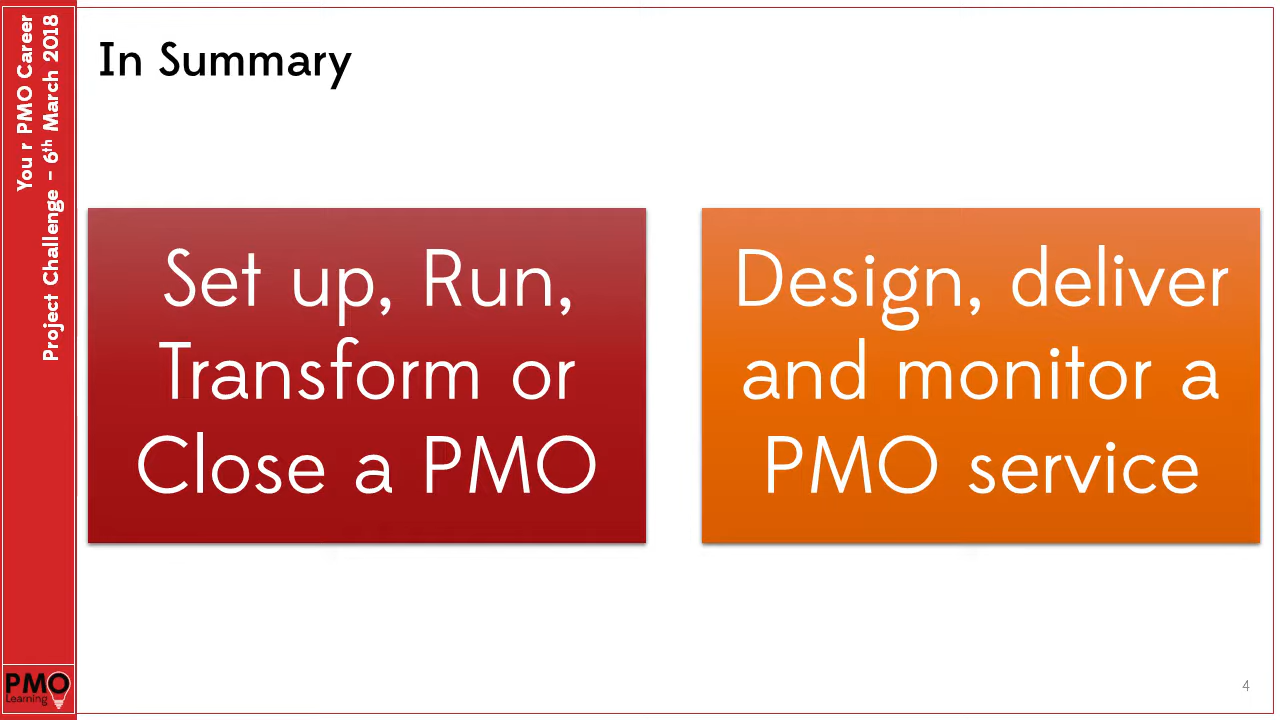 You r PMO Career
Project Challenge – 6th March 2018
In Summary
Set up, Run,
Transform or
Close a PMO
Design, deliver
and monitor a
PMO service
PMO
Learning
4